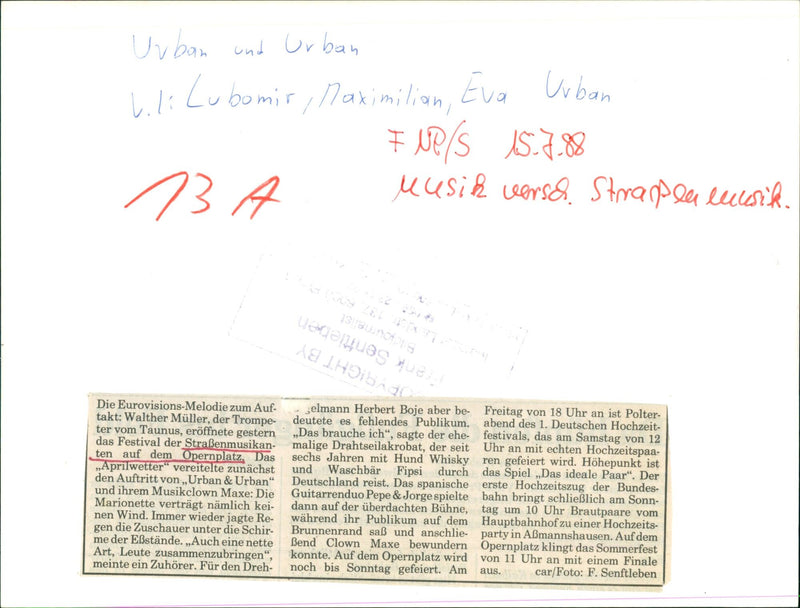 Urban und Urban
v.l: Lubomir, Maximilian, Eva Urban
F NP/S 15.7.88
Musik versch. Straßenmusik.
13 A
COPYRIGHT BY
Frank Senftleben
Bildjournalist
Die Eurovisions-Melodie zum Auf-
takt: Walther Müller, der Trompe-
ter vom Taunus, eröffnete gestern
das Festival der Straßenmusikan-
ten auf dem Opernplatz. Das
„Aprilwetter“ vereitelte zunächst
den Auftritt von „Urban & Urban“
und ihrem Musikclown Maxe: Die
Marionette verträgt nämlich kei-
nen Wind. Immer wieder jagte Re-
gen die Zuschauer unter die Schir-
me der Eßstände. „Auch eine nette
Art, Leute zusammenzubringen“,
meinte ein Zuhörer. Für den Dreh-
gelmann Herbert Boje aber be-
deutete es fehlendes Publikum.
„Das brauche ich“, sagte der ehe-
malige Drahtseilakrobat, der seit
sechs Jahren mit Hund Whisky
und Waschbär Fipsi durch
Deutschland reist. Das spanische
Guitarrenduo Pepe & Jorge spielte
dann auf der überdachten Bühne,
während ihr Publikum auf dem
Brunnenrand saß und anschlie-
ßend Clown Maxe bewundern
konnte. Auf dem Opernplatz wird
noch bis Sonntag gefeiert. Am
Freitag von 18 Uhr an ist Polter-
abend des 1. Deutschen Hochzeit-
festivals, das am Samstag von 12
Uhr an mit echten Hochzeitspaa-
ren gefeiert wird. Höhepunkt ist
das Spiel „Das ideale Paar“. Der
erste Hochzeitszug der Bundes-
bahn bringt schließlich am Sonn-
tag um 10 Uhr Brautpaare vom
Hauptbahnhof zu einer Hochzeits-
party in Aßmannshausen. Auf dem
Opernplatz klingt das Sommerfest
von 11 Uhr an mit einem Finale
aus. car/Foto: F. Senftleben